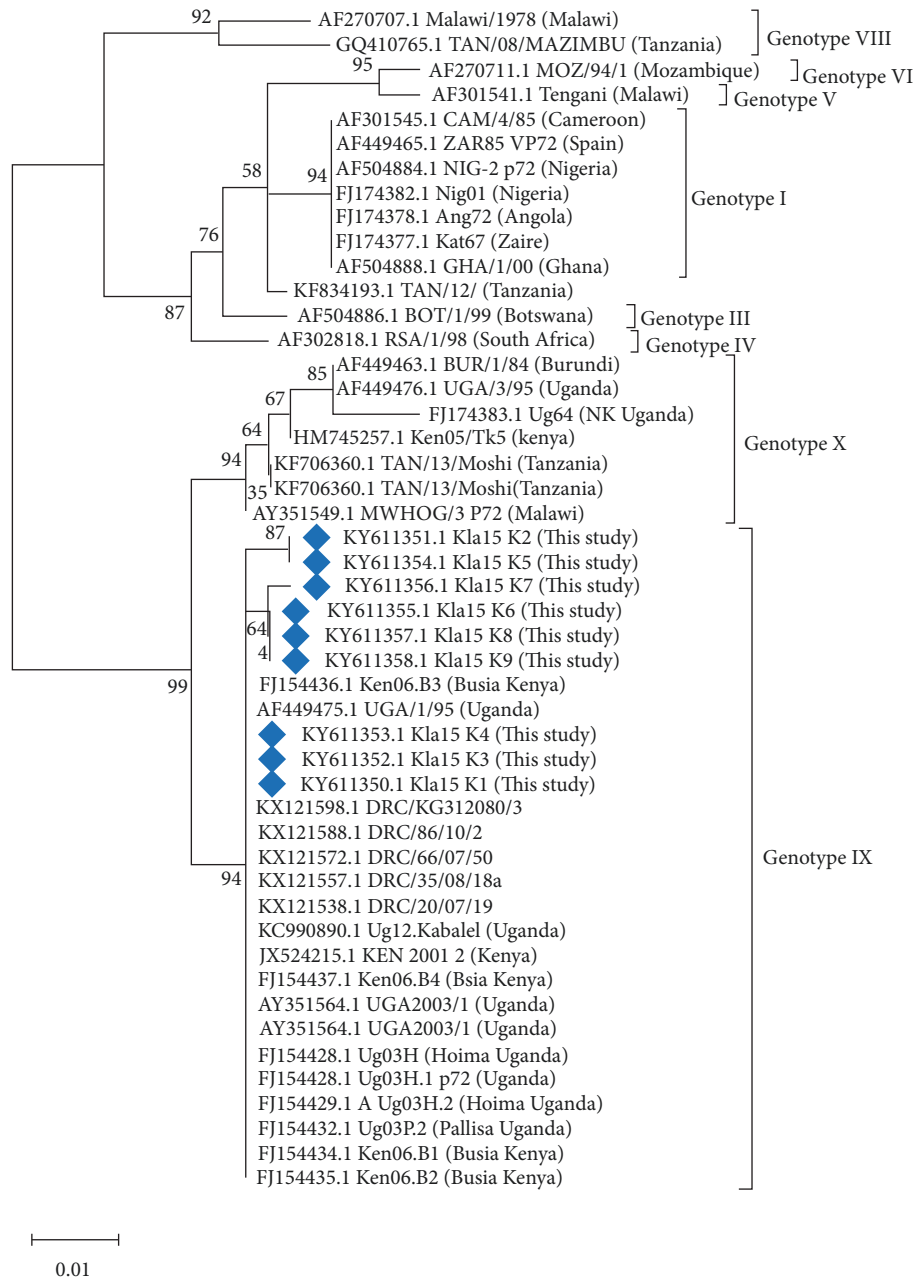 92
AF270707.1 Malawi/1978 (Malawi)
GQ410765.1 TAN/08/MAZIMBU (Tanzania)
Genotype VIII
95
AF270711.1 MOZ/94/1 (Mozambique)
Genotype VI
AF301541.1 Tengani (Malawi)
Genotype V
58
94
AF301545.1 CAM/4/85 (Cameroon)
AF449465.1 ZAR85 VP72 (Spain)
AF504884.1 NIG-2 p72 (Nigeria)
FJ174382.1 Nig01 (Nigeria)
FJ174378.1 Ang72 (Angola)
FJ174377.1 Kat67 (Zaire)
AF504888.1 GHA/1/00 (Ghana)
Genotype I
76
KF834193.1 TAN/12/ (Tanzania)
87
AF504886.1 BOT/1/99 (Botswana)
Genotype III
AF302818.1 RSA/1/98 (South Africa)
Genotype IV
85
AF449463.1 BUR/1/84 (Burundi)
AF449476.1 UGA/3/95 (Uganda)
67
FJ174383.1 Ug64 (NK Uganda)
64
HM745257.1 Ken05/Tk5 (kenya)
94
KF706360.1 TAN/13/Moshi (Tanzania)
35
KF706360.1 TAN/13/Moshi(Tanzania)
AY351549.1 MWHOG/3 P72 (Malawi)
Genotype X
87
KY611351.1 Kla15 K2 (This study)
KY611354.1 Kla15 K5 (This study)
KY611356.1 Kla15 K7 (This study)
KY611355.1 Kla15 K6 (This study)
64
KY611357.1 Kla15 K8 (This study)
4
KY611358.1 Kla15 K9 (This study)
99
FJ154436.1 Ken06.B3 (Busia Kenya)
AF449475.1 UGA/1/95 (Uganda)
KY611353.1 Kla15 K4 (This study)
KY611352.1 Kla15 K3 (This study)
KY611350.1 Kla15 K1 (This study)
KX121598.1 DRC/KG312080/3
KX121588.1 DRC/86/10/2
KX121572.1 DRC/66/07/50
Genotype IX
94
KX121557.1 DRC/35/08/18a
KX121538.1 DRC/20/07/19
KC990890.1 Ug12.Kabalel (Uganda)
JX524215.1 KEN 2001 2 (Kenya)
FJ154437.1 Ken06.B4 (Bsia Kenya)
AY351564.1 UGA2003/1 (Uganda)
AY351564.1 UGA2003/1 (Uganda)
FJ154428.1 Ug03H (Hoima Uganda)
FJ154428.1 Ug03H.1 p72 (Uganda)
FJ154429.1 A Ug03H.2 (Hoima Uganda)
FJ154432.1 Ug03P.2 (Pallisa Uganda)
FJ154434.1 Ken06.B1 (Busia Kenya)
FJ154435.1 Ken06.B2 (Busia Kenya)
0.01